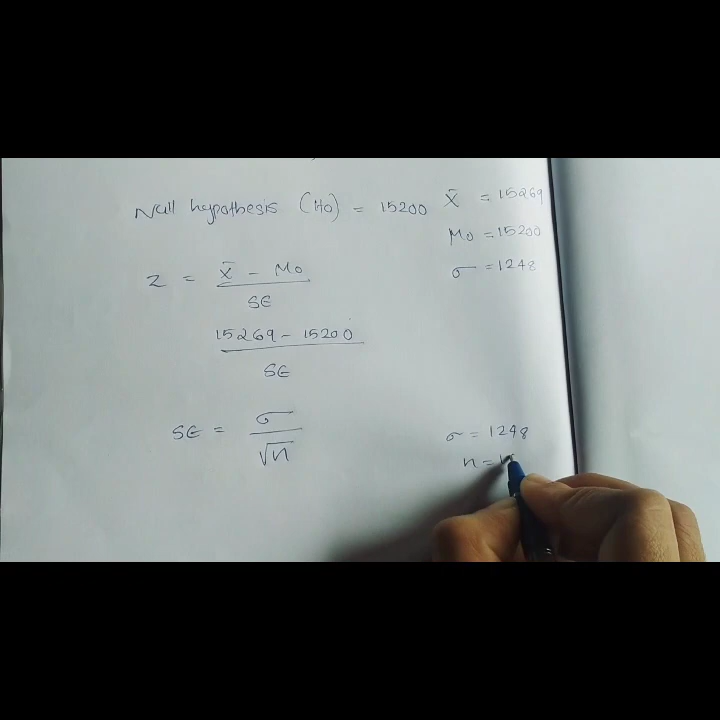 Null hypothesis (Ho) = 15200
x̄ = 15269
Mo = 15200
σ = 1248
z = x̄ - Mo / SE
15269 - 15200 / SE
SE = σ / √n
σ = 1248
n =